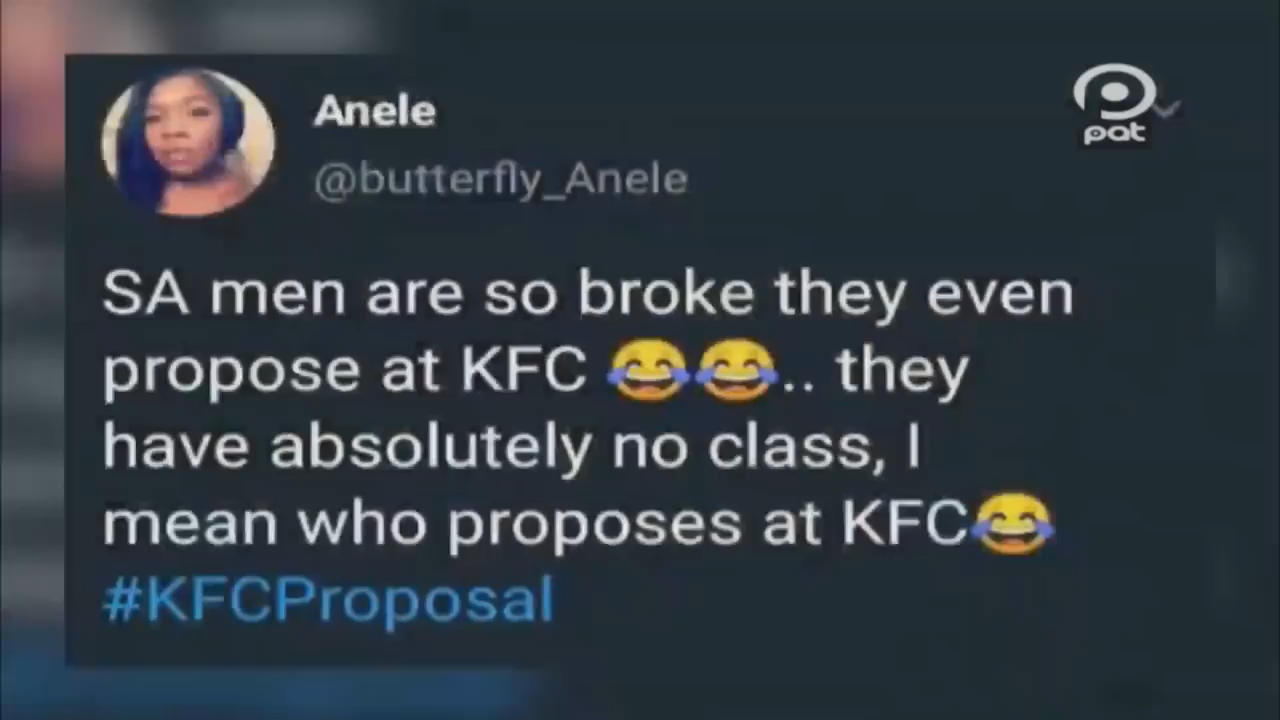 Anele
@butterfly_Anele
pat
SA men are so broke they even
propose at KFC 😂😂.. they
have absolutely no class, I
mean who proposes at KFC😂
#KFCProposal